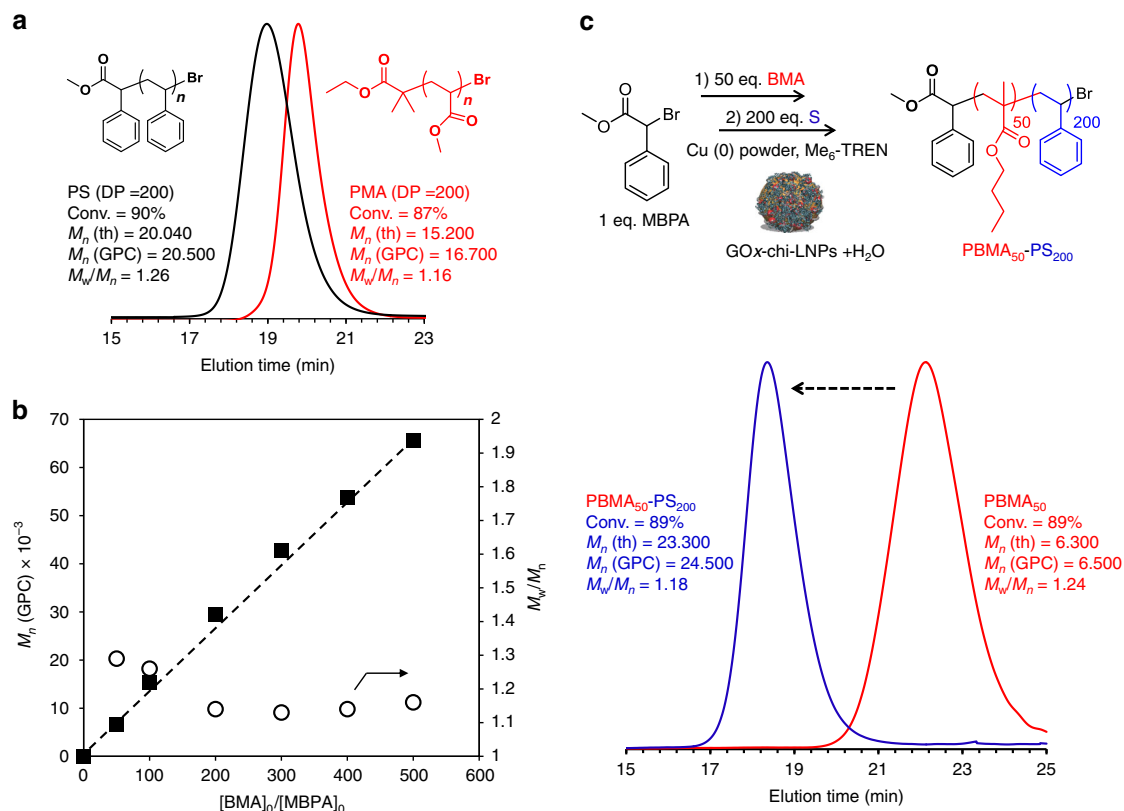 a
O
O
Br
n
O
O
Br
n
O
O
PS (DP =200)
Conv. = 90%
Mn (th) = 20.040
Mn (GPC) = 20.500
Mw/Mn = 1.26
PMA (DP =200)
Conv. = 87%
Mn (th) = 15.200
Mn (GPC) = 16.700
Mw/Mn = 1.16
15 17 19 21 23
Elution time (min)
b
70
60
50
40
30
20
10
0
Mn (GPC) × 10−3
2
1.9
1.8
1.7
1.6
1.5
1.4
1.3
1.2
1.1
1
Mw/Mn
0 100 200 300 400 500 600
[BMA]0/[MBPA]0
c
O
O
Br
1 eq. MBPA
1) 50 eq. BMA
2) 200 eq. S
Cu (0) powder, Me6-TREN
GOx-chi-LNPs +H2O
O
O
Br
50
200
O
O
PBMA50-PS200
PBMA50-PS200
Conv. = 89%
Mn (th) = 23.300
Mn (GPC) = 24.500
Mw/Mn = 1.18
PBMA50
Conv. = 89%
Mn (th) = 6.300
Mn (GPC) = 6.500
Mw/Mn = 1.24
15 17 19 21 23 25
Elution time (min)